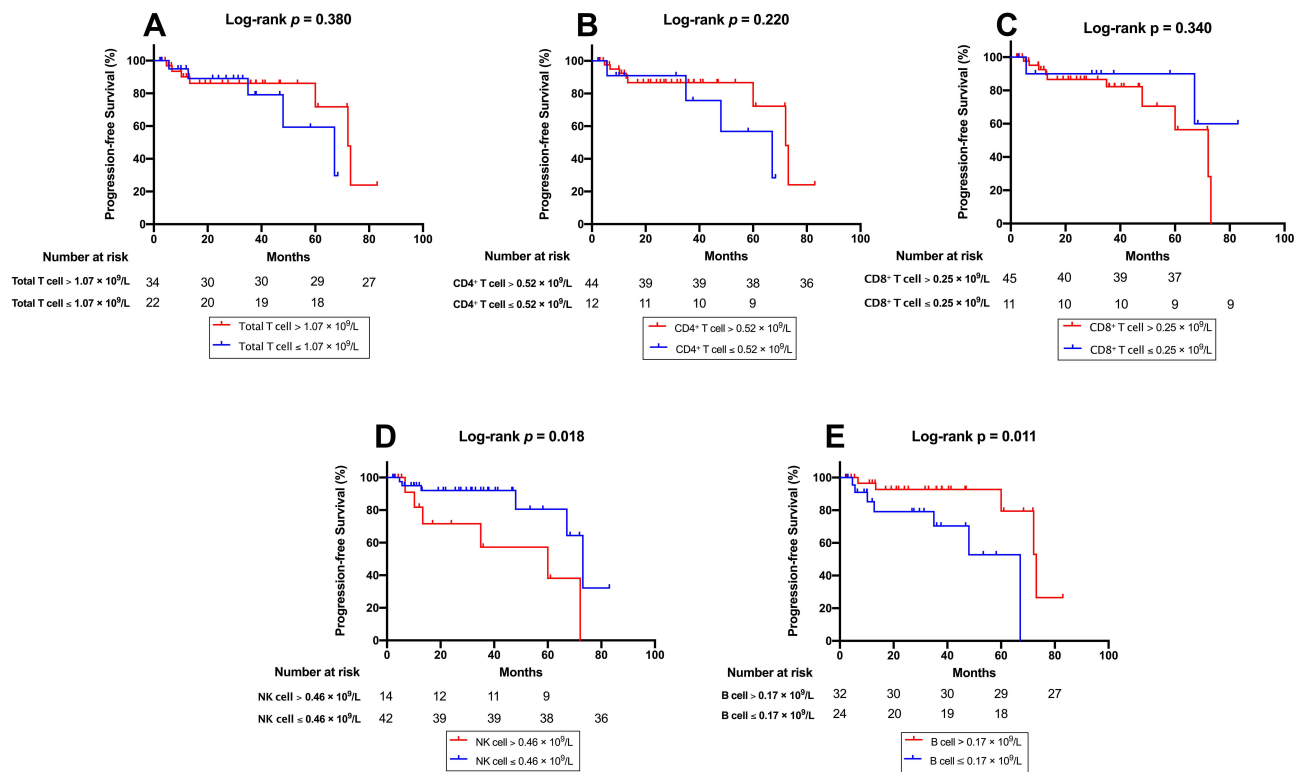 A
Log-rank p = 0.380
Progression-free Survival (%)
100
80
60
40
20
0
0 20 40 60 80 100
Months
Number at risk
Total T cell > 1.07 × 10⁹/L 34 30 30 29 27
Total T cell ≤ 1.07 × 10⁹/L 22 20 19 18
Total T cell > 1.07 × 10⁹/L
Total T cell ≤ 1.07 × 10⁹/L
B
Log-rank p = 0.220
Progression-free Survival (%)
100
80
60
40
20
0
0 20 40 60 80 100
Months
Number at risk
CD4⁺ T cell > 0.52 × 10⁹/L 44 39 39 38 36
CD4⁺ T cell ≤ 0.52 × 10⁹/L 12 11 10 9
CD4⁺ T cell > 0.52 × 10⁹/L
CD4⁺ T cell ≤ 0.52 × 10⁹/L
C
Log-rank p = 0.340
Progression-free Survival (%)
100
80
60
40
20
0
0 20 40 60 80 100
Months
Number at risk
CD8⁺ T cell > 0.25 × 10⁹/L 45 40 39 37
CD8⁺ T cell ≤ 0.25 × 10⁹/L 11 10 10 9 9
CD8⁺ T cell > 0.25 × 10⁹/L
CD8⁺ T cell ≤ 0.25 × 10⁹/L
D
Log-rank p = 0.018
Progression-free Survival (%)
100
80
60
40
20
0
0 20 40 60 80 100
Months
Number at risk
NK cell > 0.46 × 10⁹/L 14 12 11 9
NK cell ≤ 0.46 × 10⁹/L 42 39 39 38 36
NK cell > 0.46 × 10⁹/L
NK cell ≤ 0.46 × 10⁹/L
E
Log-rank p = 0.011
Progression-free Survival (%)
100
80
60
40
20
0
0 20 40 60 80 100
Months
Number at risk
B cell > 0.17 × 10⁹/L 32 30 30 29 27
B cell ≤ 0.17 × 10⁹/L 24 20 19 18
B cell > 0.17 × 10⁹/L
B cell ≤ 0.17 × 10⁹/L